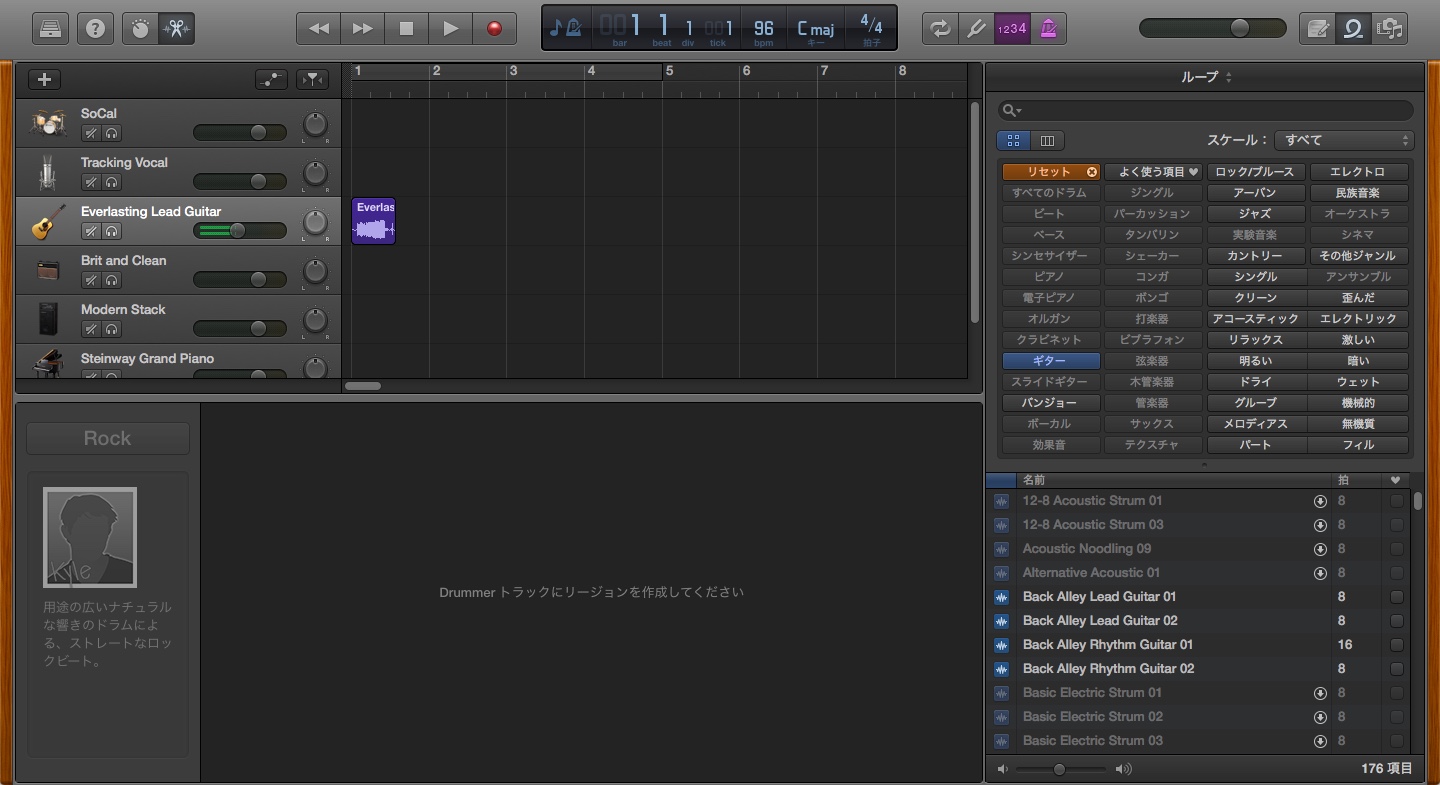 1234
001 1 1 001 96 C maj 4/4
bar beat div tick bpm キー 拍子
1 2 3 4 5 6 7 8
SoCal
L R
Tracking Vocal
L R
Everlasting Lead Guitar
L R
Everlas
Brit and Clean
L R
Modern Stack
L R
Steinway Grand Piano
Rock
Kyle
用途の広いナチュラル
な響きのドラムによ
る、ストレートなロッ
クビート。
Drummer トラックにリージョンを作成してください
ループ
スケール： すべて
リセット よく使う項目 ロック/ブルース エレクトロ
すべてのドラム ジングル アーバン 民族音楽
ビート パーカッション ジャズ オーケストラ
ベース タンバリン 実験音楽 シネマ
シンセサイザー シェーカー カントリー その他ジャンル
ピアノ コンガ シングル アンサンブル
電子ピアノ ボンゴ クリーン 歪んだ
オルガン 打楽器 アコースティック エレクトリック
クラビネット ビブラフォン リラックス 激しい
ギター 弦楽器 明るい 暗い
スライドギター 木管楽器 ドライ ウェット
バンジョー 管楽器 グルーブ 機械的
ボーカル サックス メロディアス 無機質
効果音 テクスチャ パート フィル
名前 拍
12-8 Acoustic Strum 01 8
12-8 Acoustic Strum 03 8
Acoustic Noodling 09 8
Alternative Acoustic 01 8
Back Alley Lead Guitar 01 8
Back Alley Lead Guitar 02 8
Back Alley Rhythm Guitar 01 16
Back Alley Rhythm Guitar 02 8
Basic Electric Strum 01 8
Basic Electric Strum 02 8
Basic Electric Strum 03 8
176 項目